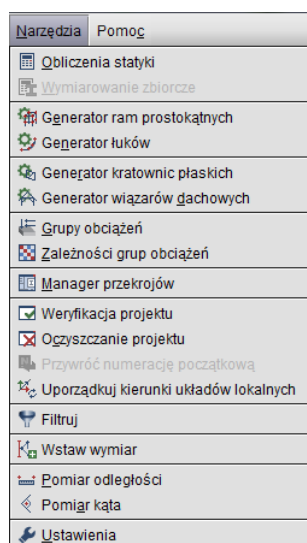 Narzędzia Pomoc
Obliczenia statyki
Wymiarowanie zbiorcze
Generator ram prostokątnych
Generator łuków
Generator kratownic płaskich
Generator wiązarów dachowych
Grupy obciążeń
Zależności grup obciążeń
Manager przekrojów
Weryfikacja projektu
Oczyszczanie projektu
Przywróć numerację początkową
Uporządkuj kierunki układów lokalnych
Filtruj
Wstaw wymiar
Pomiar odległości
Pomiar kąta
Ustawienia